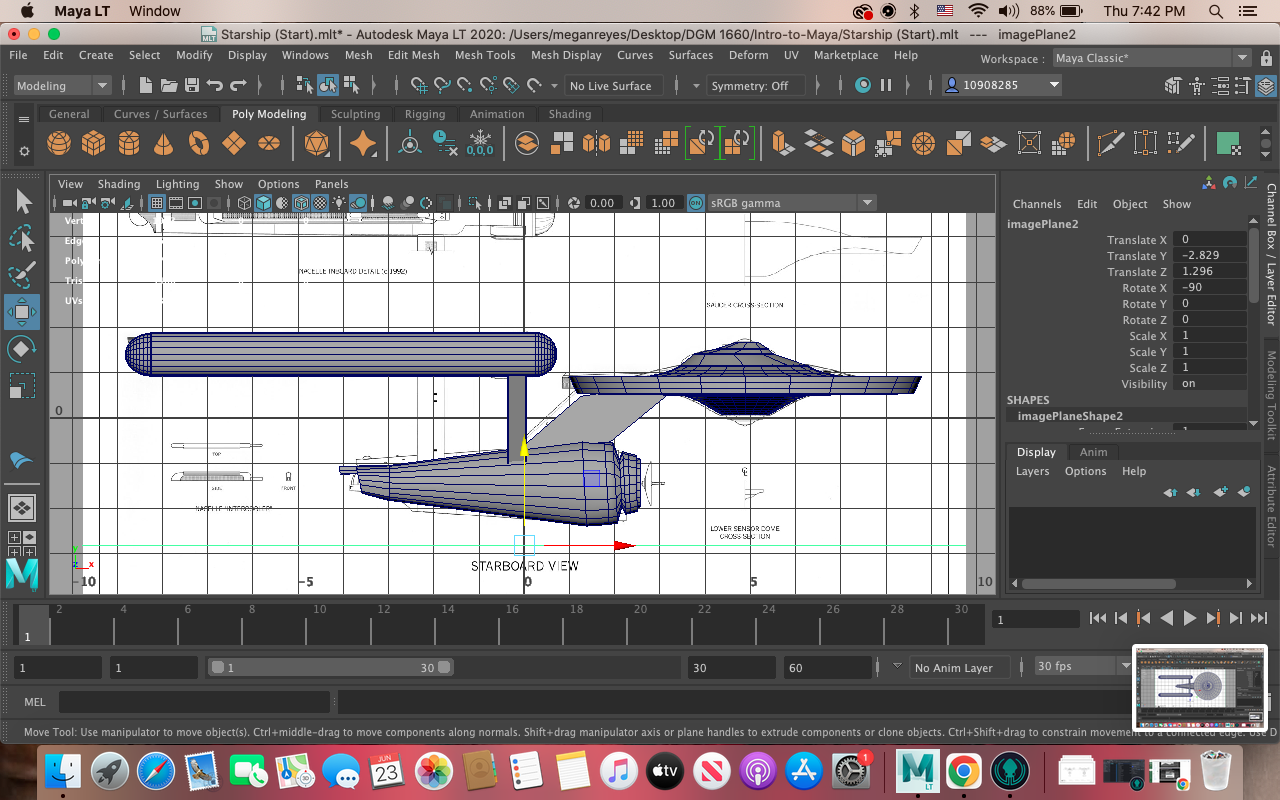 Maya LT Window 88% Thu 7:42 PM
Starship (Start).mlt* - Autodesk Maya LT 2020: /Users/meganreyes/Desktop/DGM 1660/Intro-to-Maya/Starship (Start).mlt --- imagePlane2
File Edit Create Select Modify Display Windows Mesh Edit Mesh Mesh Tools Mesh Display Curves Surfaces Deform UV Marketplace Help Workspace : Maya Classic*
Modeling No Live Surface Symmetry: Off 10908285
General Curves / Surfaces Poly Modeling Sculpting Rigging Animation Shading
0,0,0
View Shading Lighting Show Options Panels
0.00 1.00 ON sRGB gamma
Vert
Edge
Poly
Tris
UVs
NACELLE INBOARD DETAIL (c.1992)
SAUCER CROSS-SECTION
0
TOP
SIDE FRONT
LOWER SENSOR DOME
CROSS SECTION
STARBOARD VIEW
x
-10 -5 0 5 10
Channels Edit Object Show
imagePlane2
Translate X 0
Translate Y -2.829
Translate Z 1.296
Rotate X -90
Rotate Y 0
Rotate Z 0
Scale X 1
Scale Y 1
Scale Z 1
Visibility on
SHAPES
imagePlaneShape2
Display Anim
Layers Options Help
Channel Box / Layer Editor
Modeling Toolkit
Attribute Editor
2 4 6 8 10 12 14 16 18 20 22 24 26 28 30
1 1
1 1 1 30 30 60 No Anim Layer 30 fps
MEL
Move Tool: Use manipulator to move object(s). Ctrl+middle-drag to move components along normals. Shift+drag manipulator axis or plane handles to extrude components or clone objects. Ctrl+Shift+drag to constrain movement to a connected edge. Use D
JUN
23
tv
1
M
LT